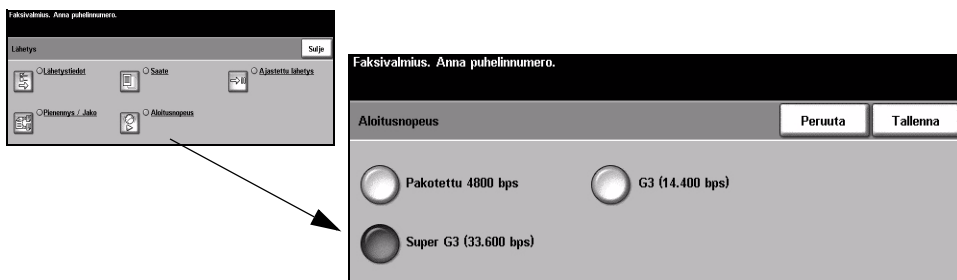 Faksivalmius. Anna puhelinnumero.
Lähetys
Sulje
Lähetystiedot
Saate
Ajastettu lähetys
Pienennys / Jako
Aloitusnopeus
Faksivalmius. Anna puhelinnumero.
Aloitusnopeus
Peruuta
Tallenna
Pakotettu 4800 bps
G3 (14.400 bps)
Super G3 (33.600 bps)